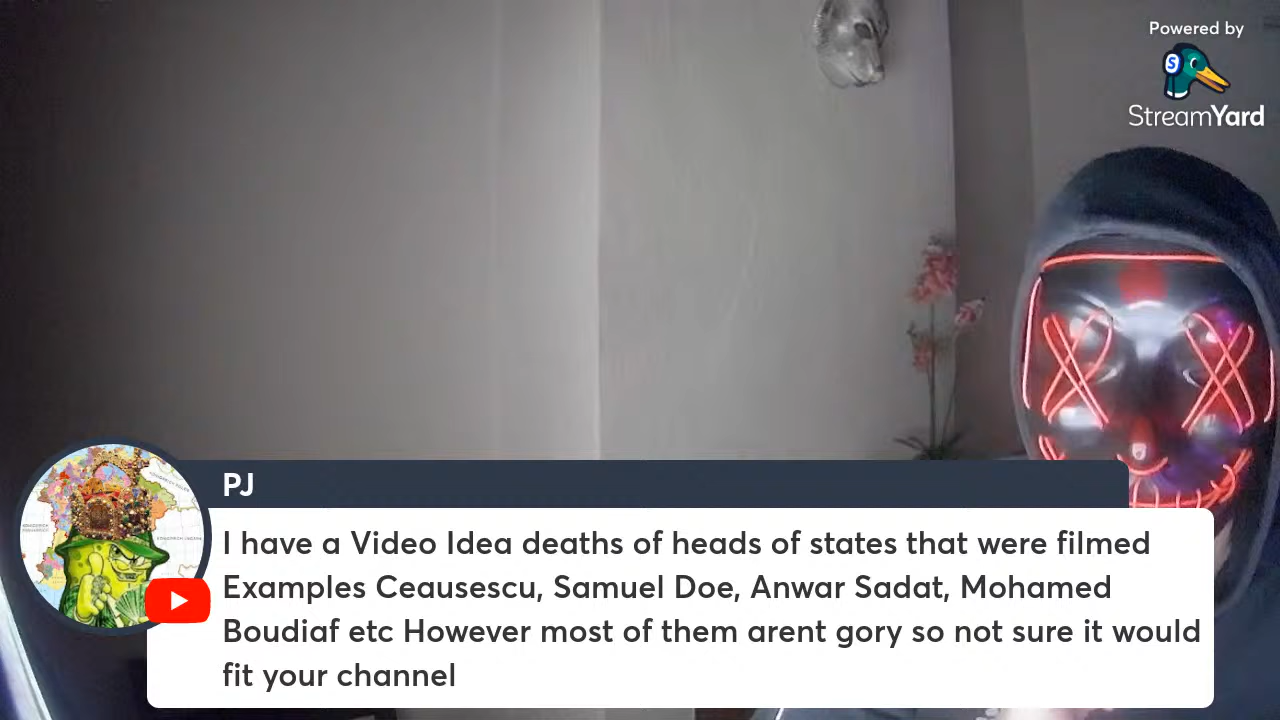 Powered by
StreamYard
PJ
I have a Video Idea deaths of heads of states that were filmed
Examples Ceausescu, Samuel Doe, Anwar Sadat, Mohamed
Boudiaf etc However most of them arent gory so not sure it would
fit your channel